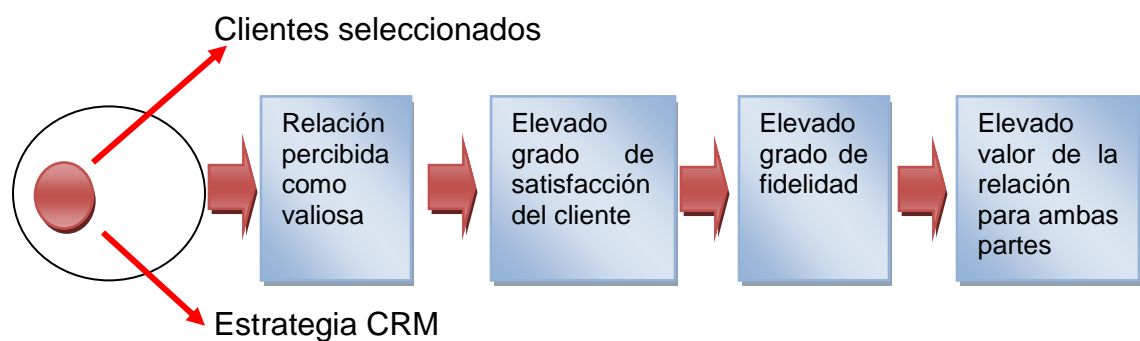 Clientes seleccionados
Relación
percibida
como
valiosa
Elevado
grado de
satisfacción
del cliente
Elevado
grado de
fidelidad
Elevado
valor de la
relación
para ambas
partes
Estrategia CRM